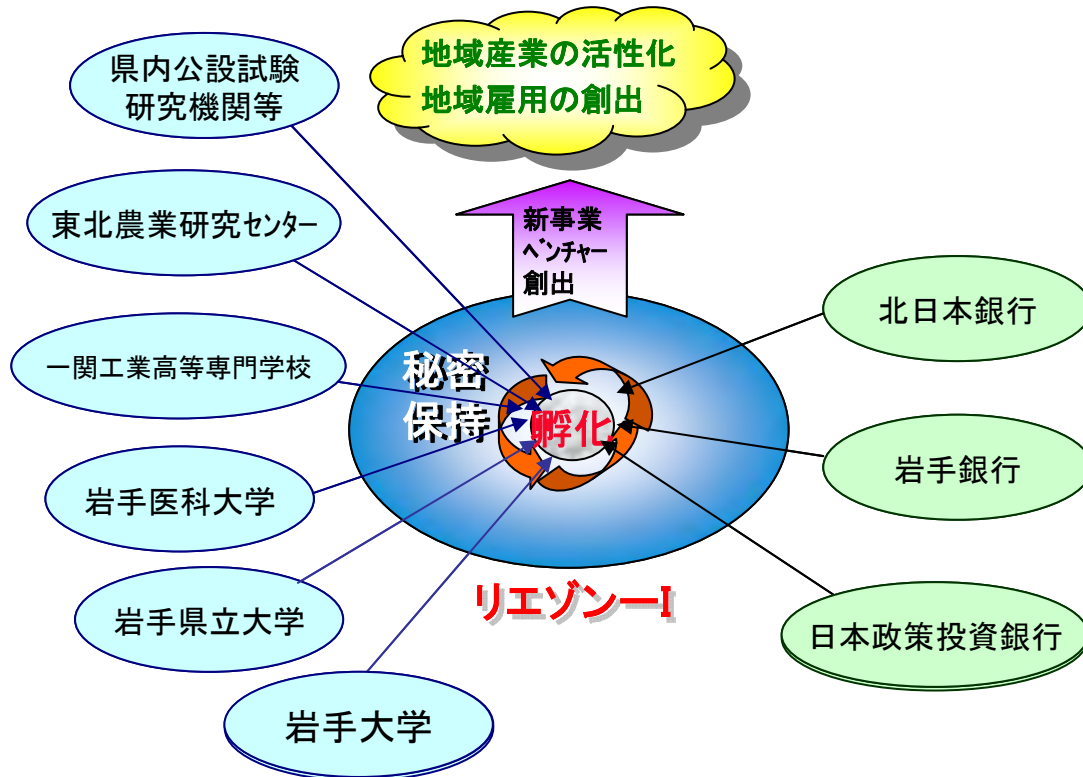 地域産業の活性化
地域雇用の創出
県内公設試験
研究機関等
東北農業研究ｾﾝﾀｰ
新事業
ﾍﾞﾝﾁｬｰ
創出
北日本銀行
一関工業高等専門学校
秘密
保持
孵化
岩手医科大学
岩手銀行
岩手県立大学
リエゾンーI
日本政策投資銀行
岩手大学